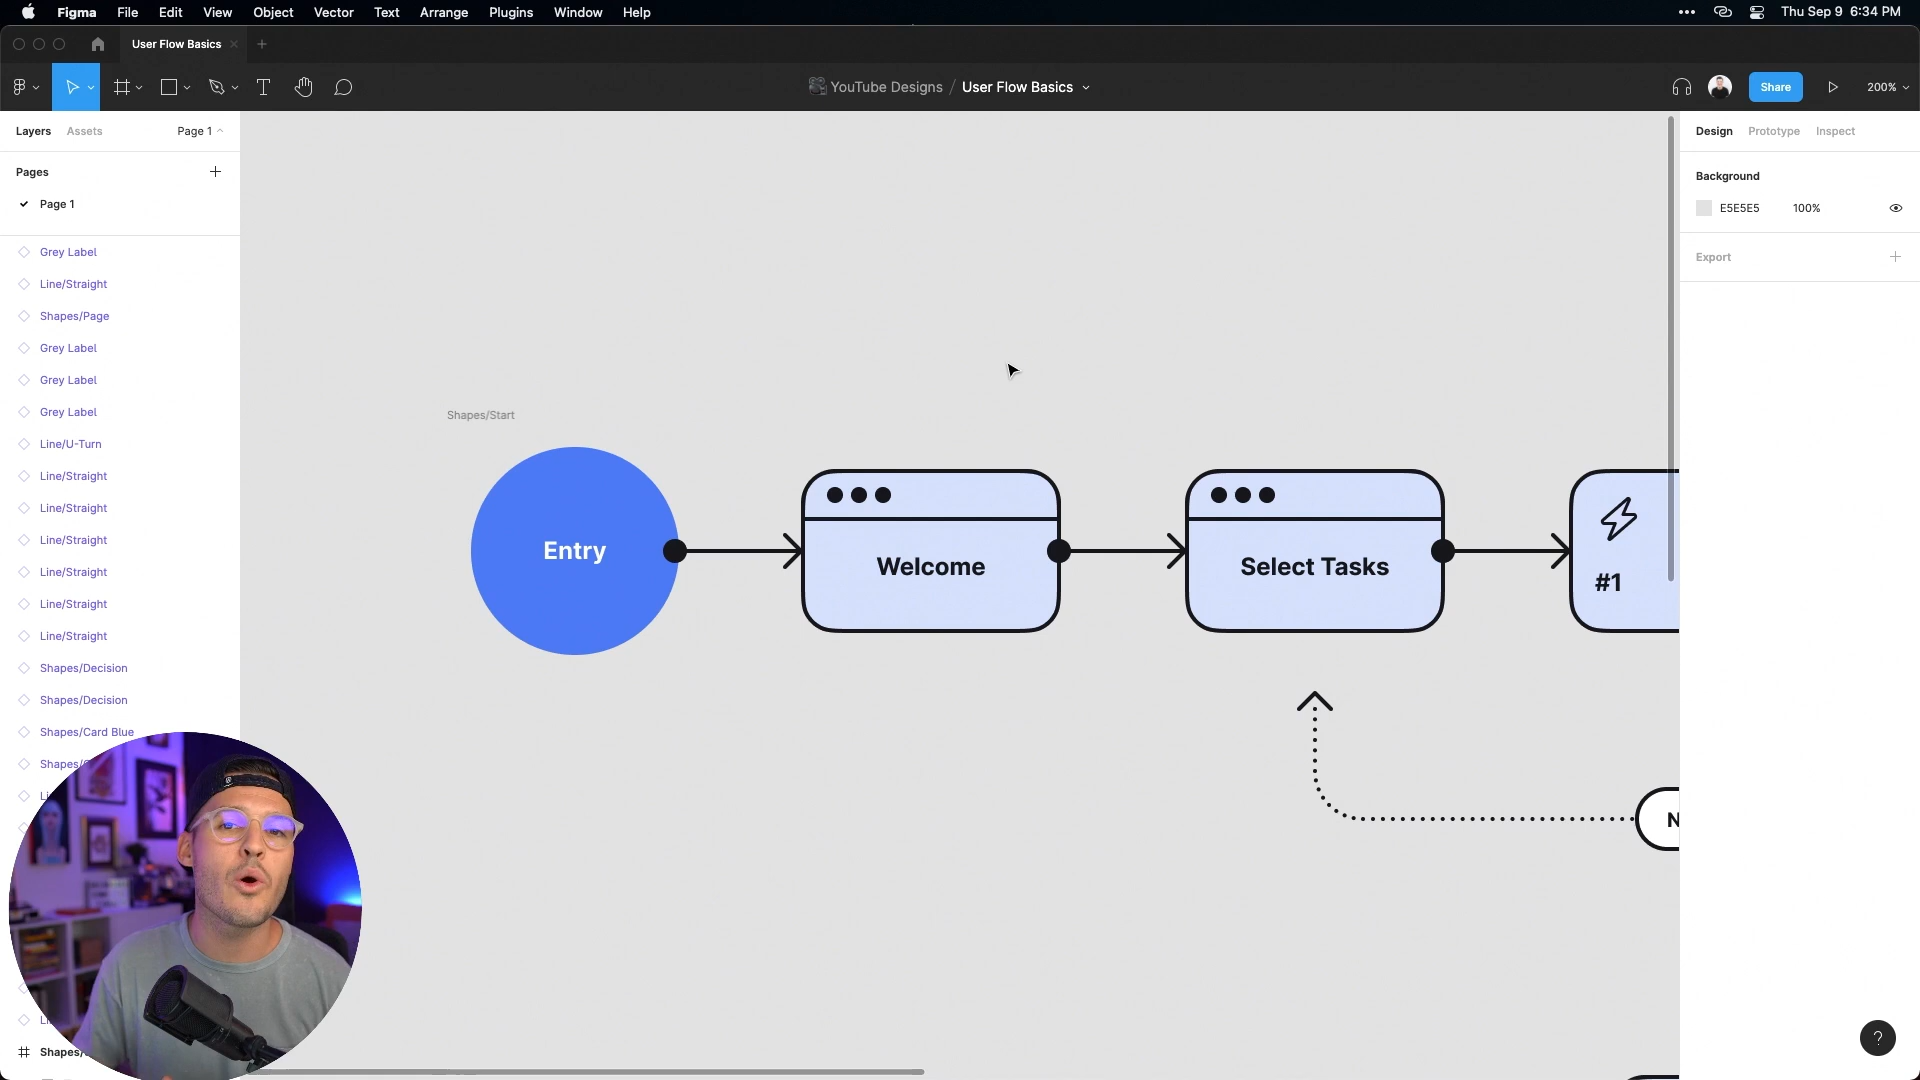 Figma File Edit View Object Vector Text Arrange Plugins Window Help
Thu Sep 9 6:34 PM
User Flow Basics
YouTube Designs / User Flow Basics
Share
200%
Layers Assets Page 1
Pages
Page 1
Grey Label
Line/Straight
Shapes/Page
Grey Label
Grey Label
Grey Label
Line/U-Turn
Line/Straight
Line/Straight
Line/Straight
Line/Straight
Line/Straight
Line/Straight
Shapes/Decision
Shapes/Decision
Shapes/Card Blue
Shapes/
Shapes/
Shapes/Start
Entry
Welcome
Select Tasks
#1
N
Design Prototype Inspect
Background
E5E5E5 100%
Export
?